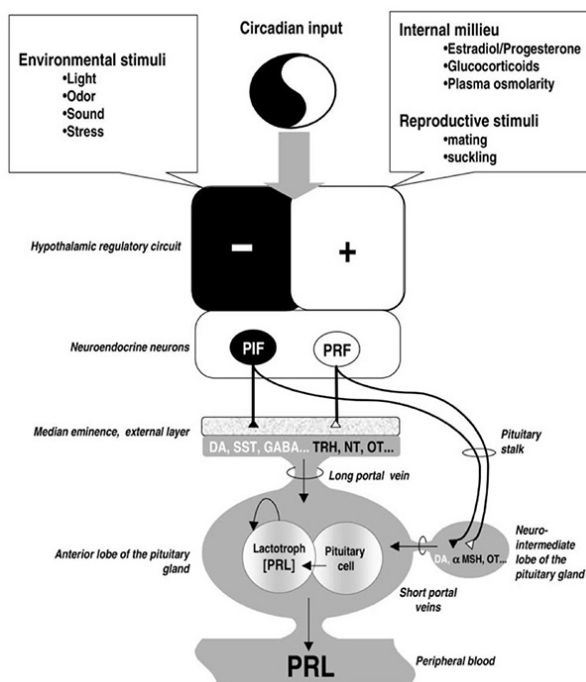 Circadian input
Environmental stimuli
•Light
•Odor
•Sound
•Stress
Internal millieu
•Estradiol/Progesterone
•Glucocorticoids
•Plasma osmolarity
Reproductive stimuli
•mating
•suckling
Hypothalamic regulatory circuit
-
+
Neuroendocrine neurons
PIF
PRF
Median eminence, external layer
DA, SST, GABA... TRH, NT, OT...
Pituitary
stalk
Long portal vein
Anterior lobe of the pituitary
gland
Lactotroph
[PRL]
Pituitary
cell
DA, α MSH, OT...
Neuro-
intermediate
lobe of the
pituitary gland
Short portal
veins
PRL
Peripheral blood